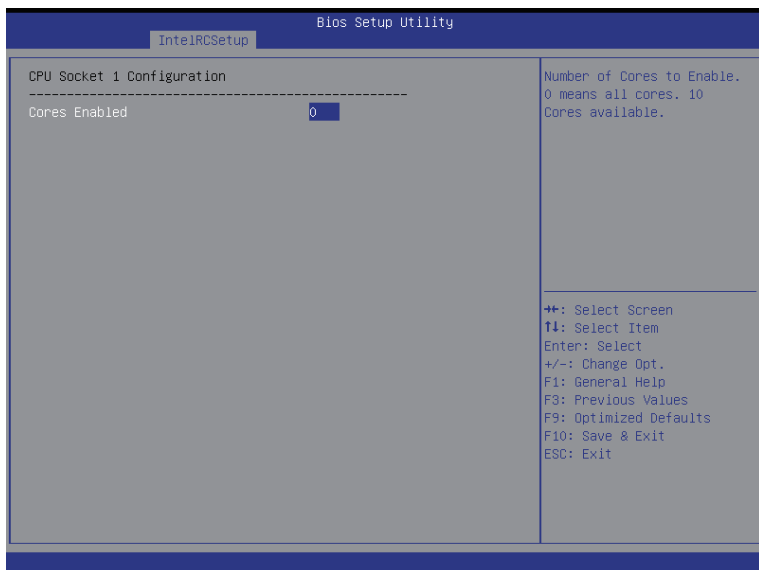 Bios Setup Utility
IntelRCSetup
CPU Socket 1 Configuration
-------------------------------------------------
Cores Enabled 0
Number of Cores to Enable.
0 means all cores. 10
Cores available.
→←: Select Screen
↑↓: Select Item
Enter: Select
+/-: Change Opt.
F1: General Help
F3: Previous Values
F9: Optimized Defaults
F10: Save & Exit
ESC: Exit